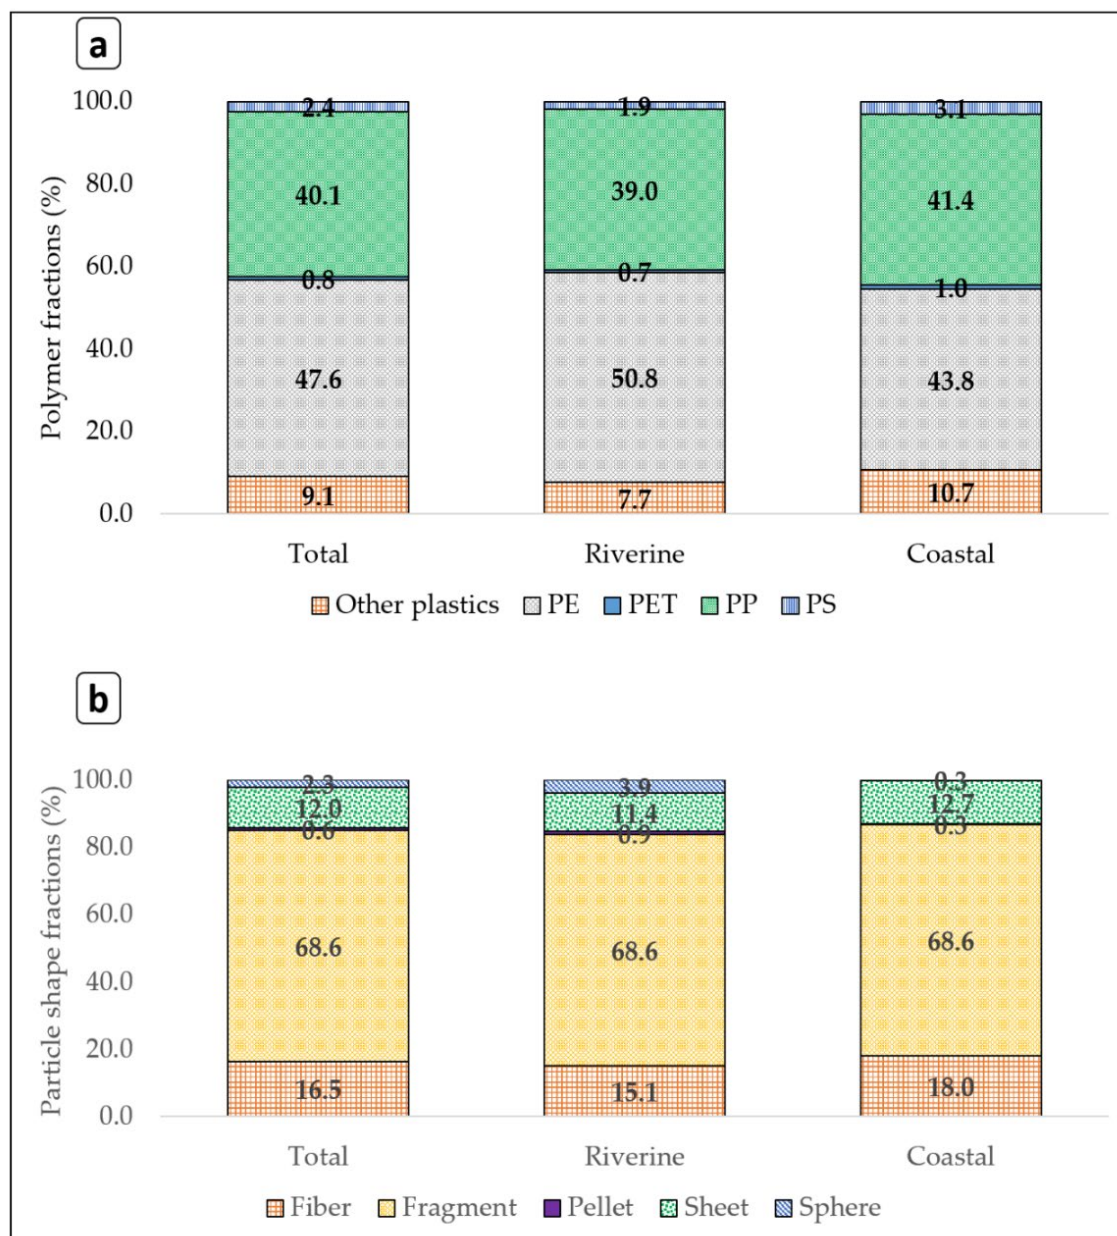 a
100.0
80.0
60.0
40.0
20.0
0.0
Polymer fractions (%)
2.4 1.9 3.1
40.1 39.0 41.4
0.8 0.7 1.0
47.6 50.8 43.8
9.1 7.7 10.7
Total Riverine Coastal
Other plastics PE PET PP PS
b
100.0
80.0
60.0
40.0
20.0
0.0
Particle shape fractions (%)
2.3 3.9 0.3
12.0 11.4 12.7
0.6 0.9 0.3
68.6 68.6 68.6
16.5 15.1 18.0
Total Riverine Coastal
Fiber Fragment Pellet Sheet Sphere